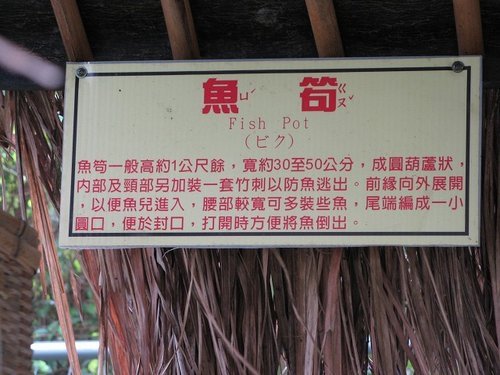 魚ㄩˊ 笱ㄍㄡˇ
Fish Pot
(ビク)
魚笱一般高約1公尺餘，寬約30至50公分，成圓葫蘆狀，
內部及頸部另加裝一套竹刺以防魚逃出。前緣向外展開
，以便魚兒進入，腰部較寬可多裝些魚，尾端編成一小
圓口，便於封口，打開時方便將魚倒出。